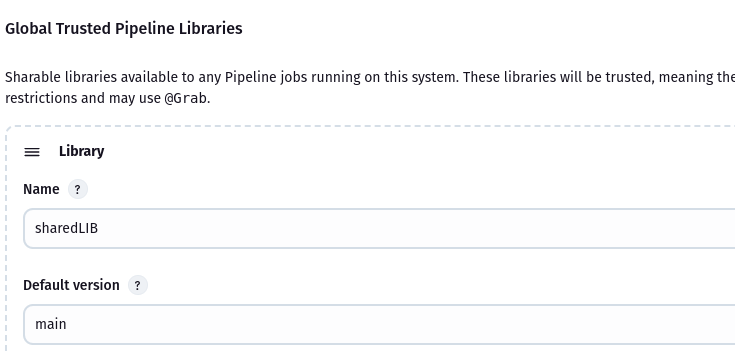 Global Trusted Pipeline Libraries
Sharable libraries available to any Pipeline jobs running on this system. These libraries will be trusted, meaning the
restrictions and may use @Grab.
Library
Name ?
sharedLIB
Default version ?
main